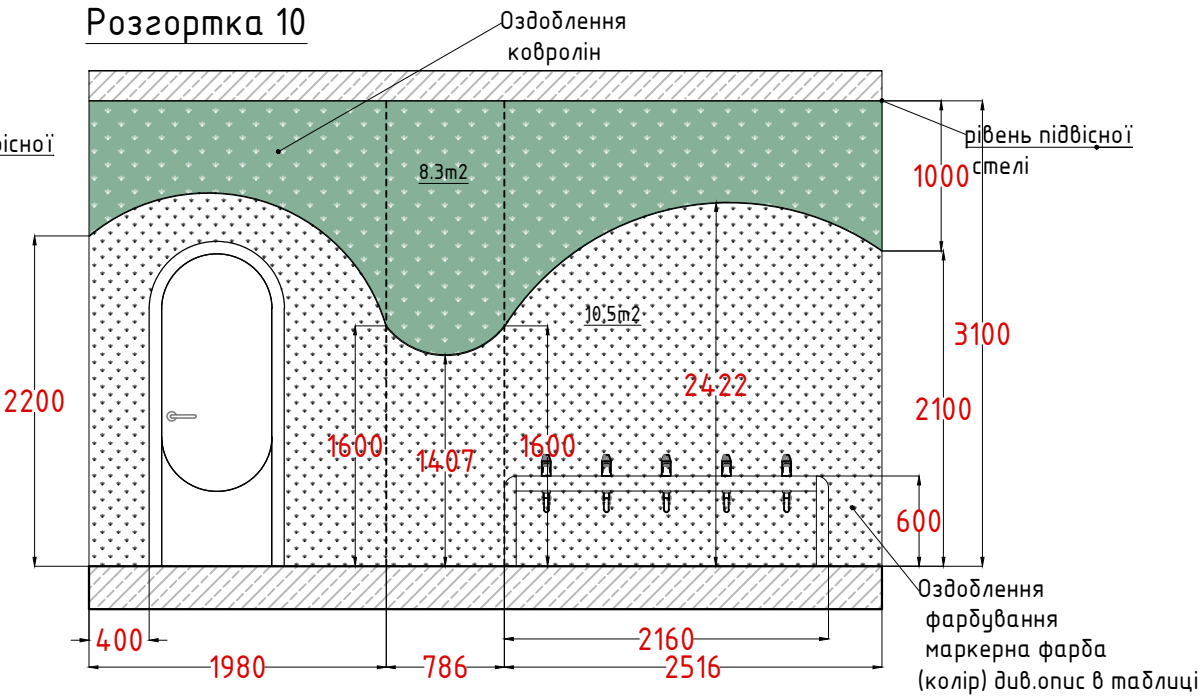 Розгортка 10
Оздоблення
ковролін
існої
рівень підвісної
стелі
1000
8.3m2
10,5m2
3100
2200
2422
2100
1600
1407
1600
600
Оздоблення
фарбування
маркерна фарба
(колір) див.опис в таблиці
400
2160
1980
786
2516